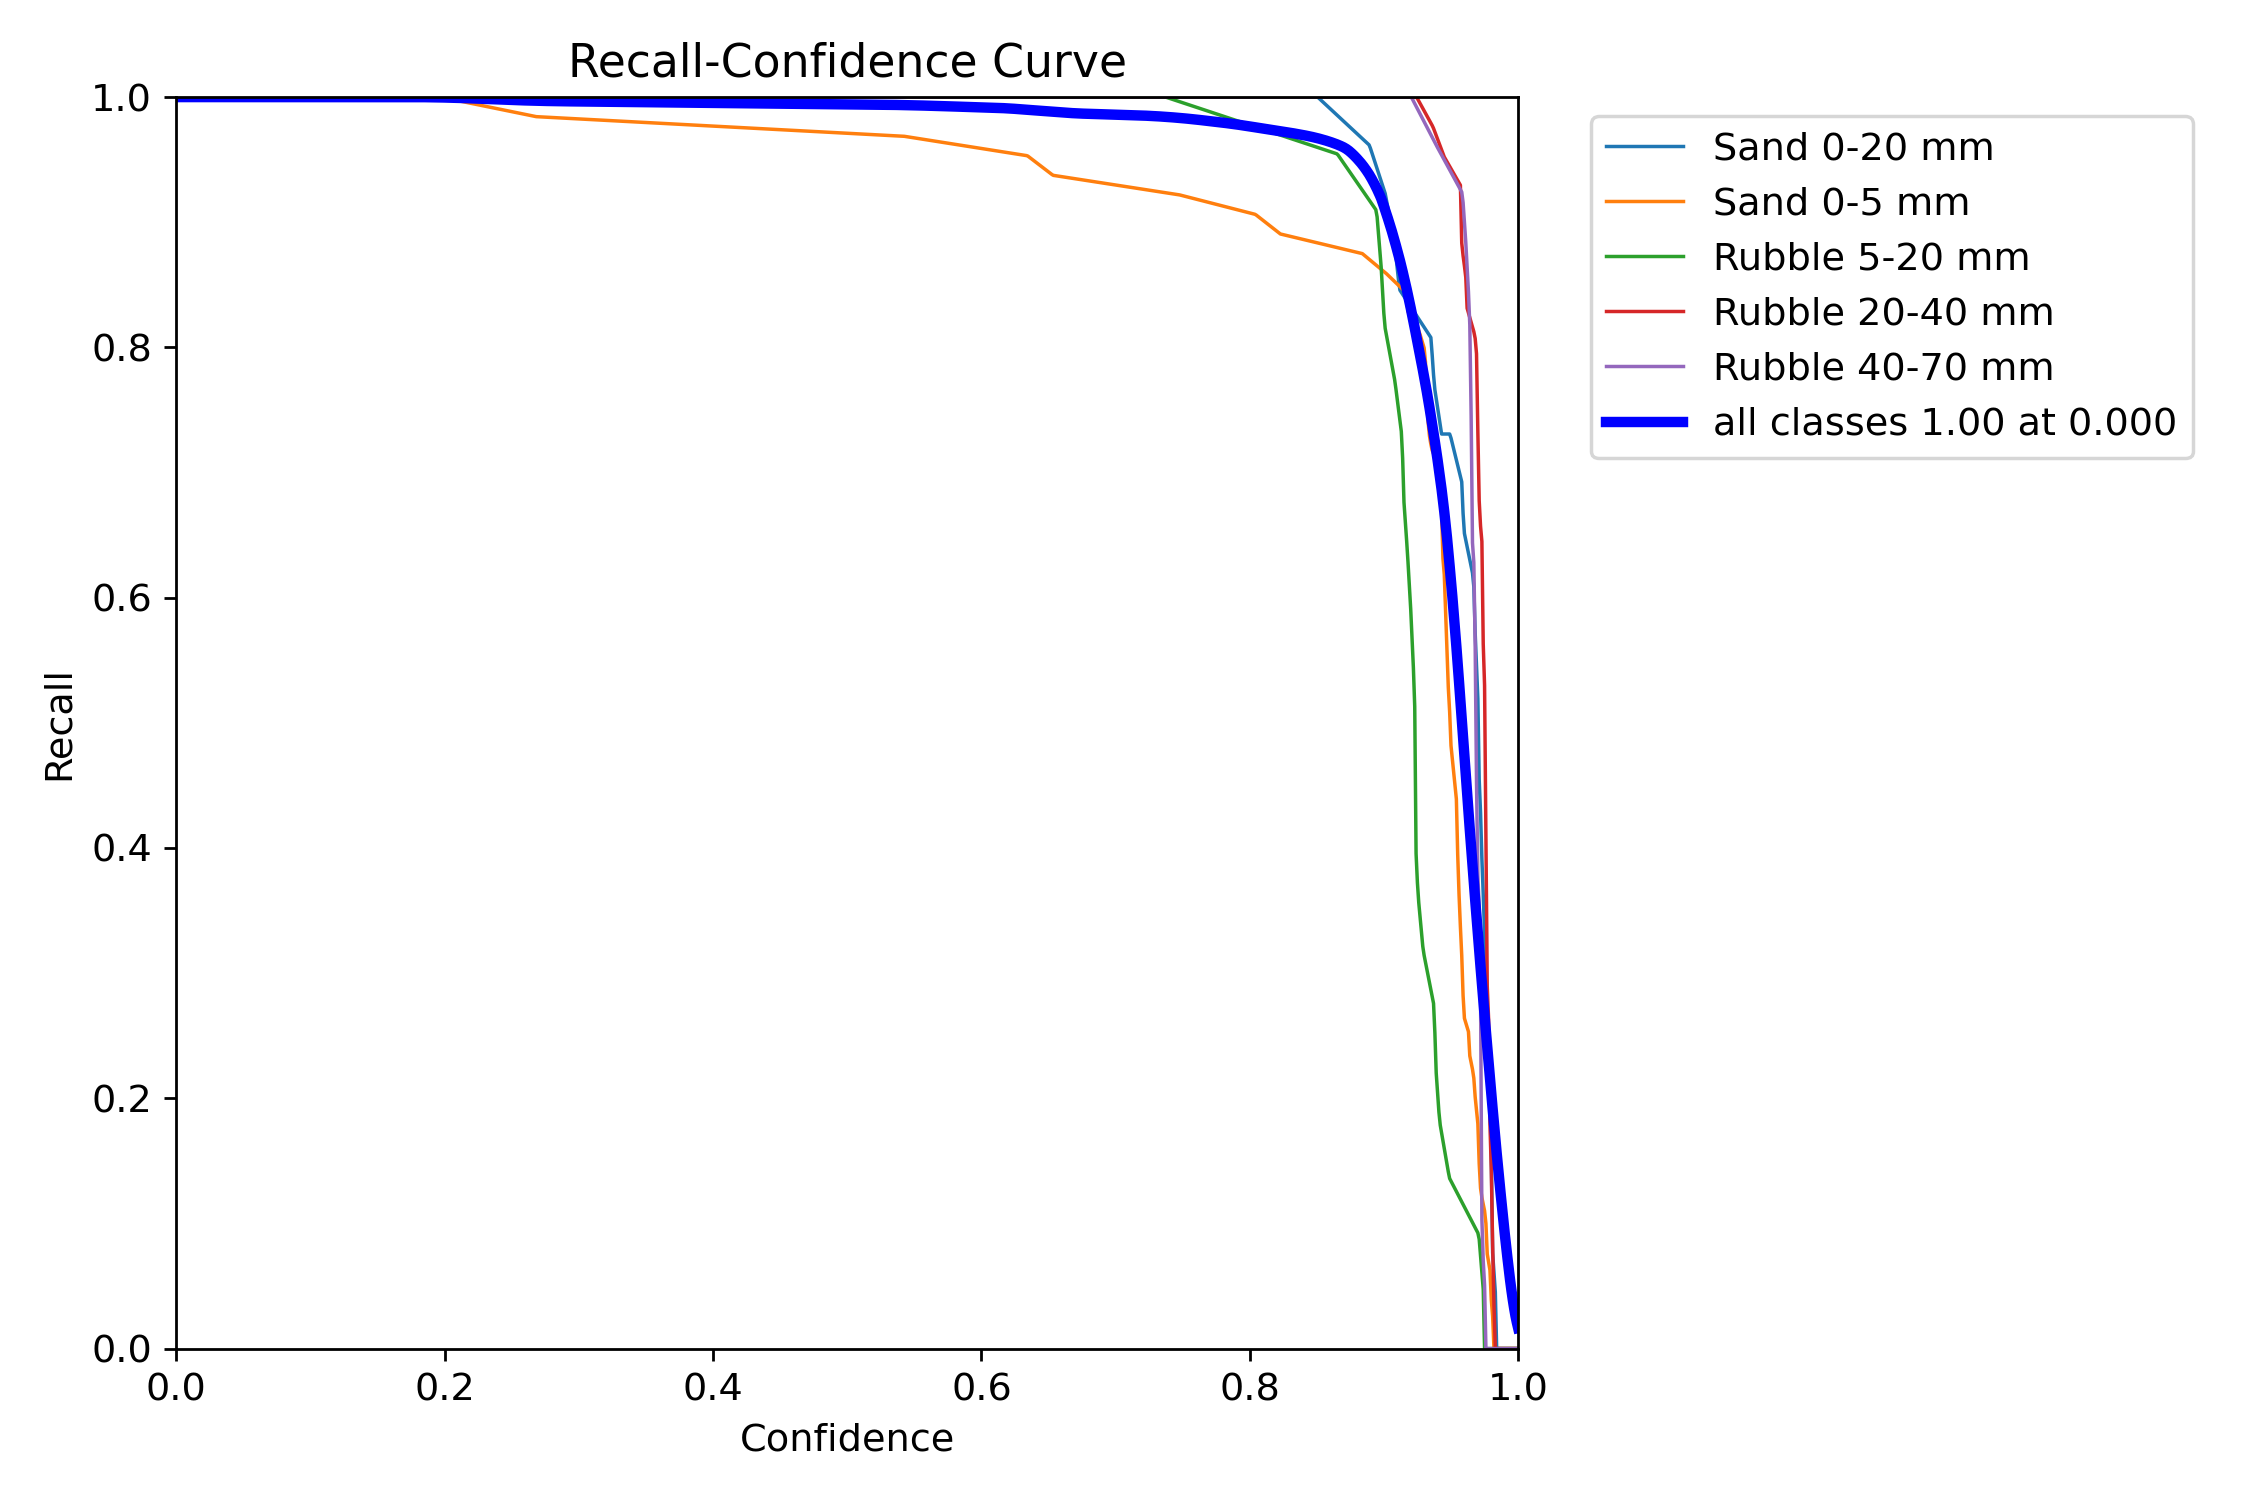 Recall-Confidence Curve
1.0
0.8
0.6
0.4
0.2
0.0
Recall
0.0 0.2 0.4 0.6 0.8 1.0
Confidence
Sand 0-20 mm
Sand 0-5 mm
Rubble 5-20 mm
Rubble 20-40 mm
Rubble 40-70 mm
all classes 1.00 at 0.000